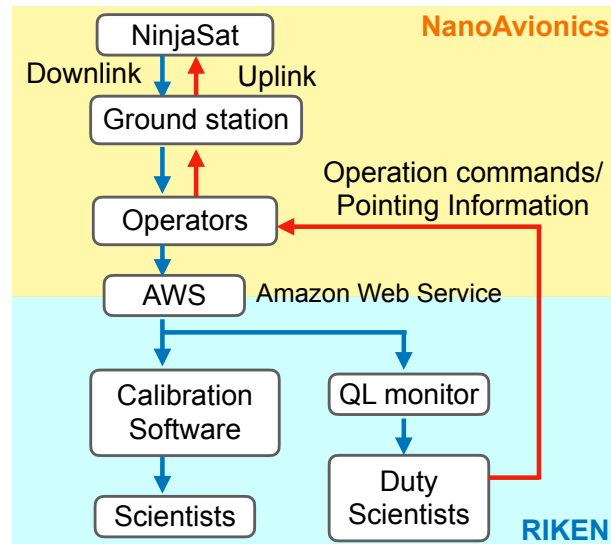 NinjaSat
NanoAvionics
Downlink
Uplink
Ground station
Operation commands/
Pointing Information
Operators
AWS
Amazon Web Service
Calibration
Software
QL monitor
Scientists
Duty
Scientists
RIKEN